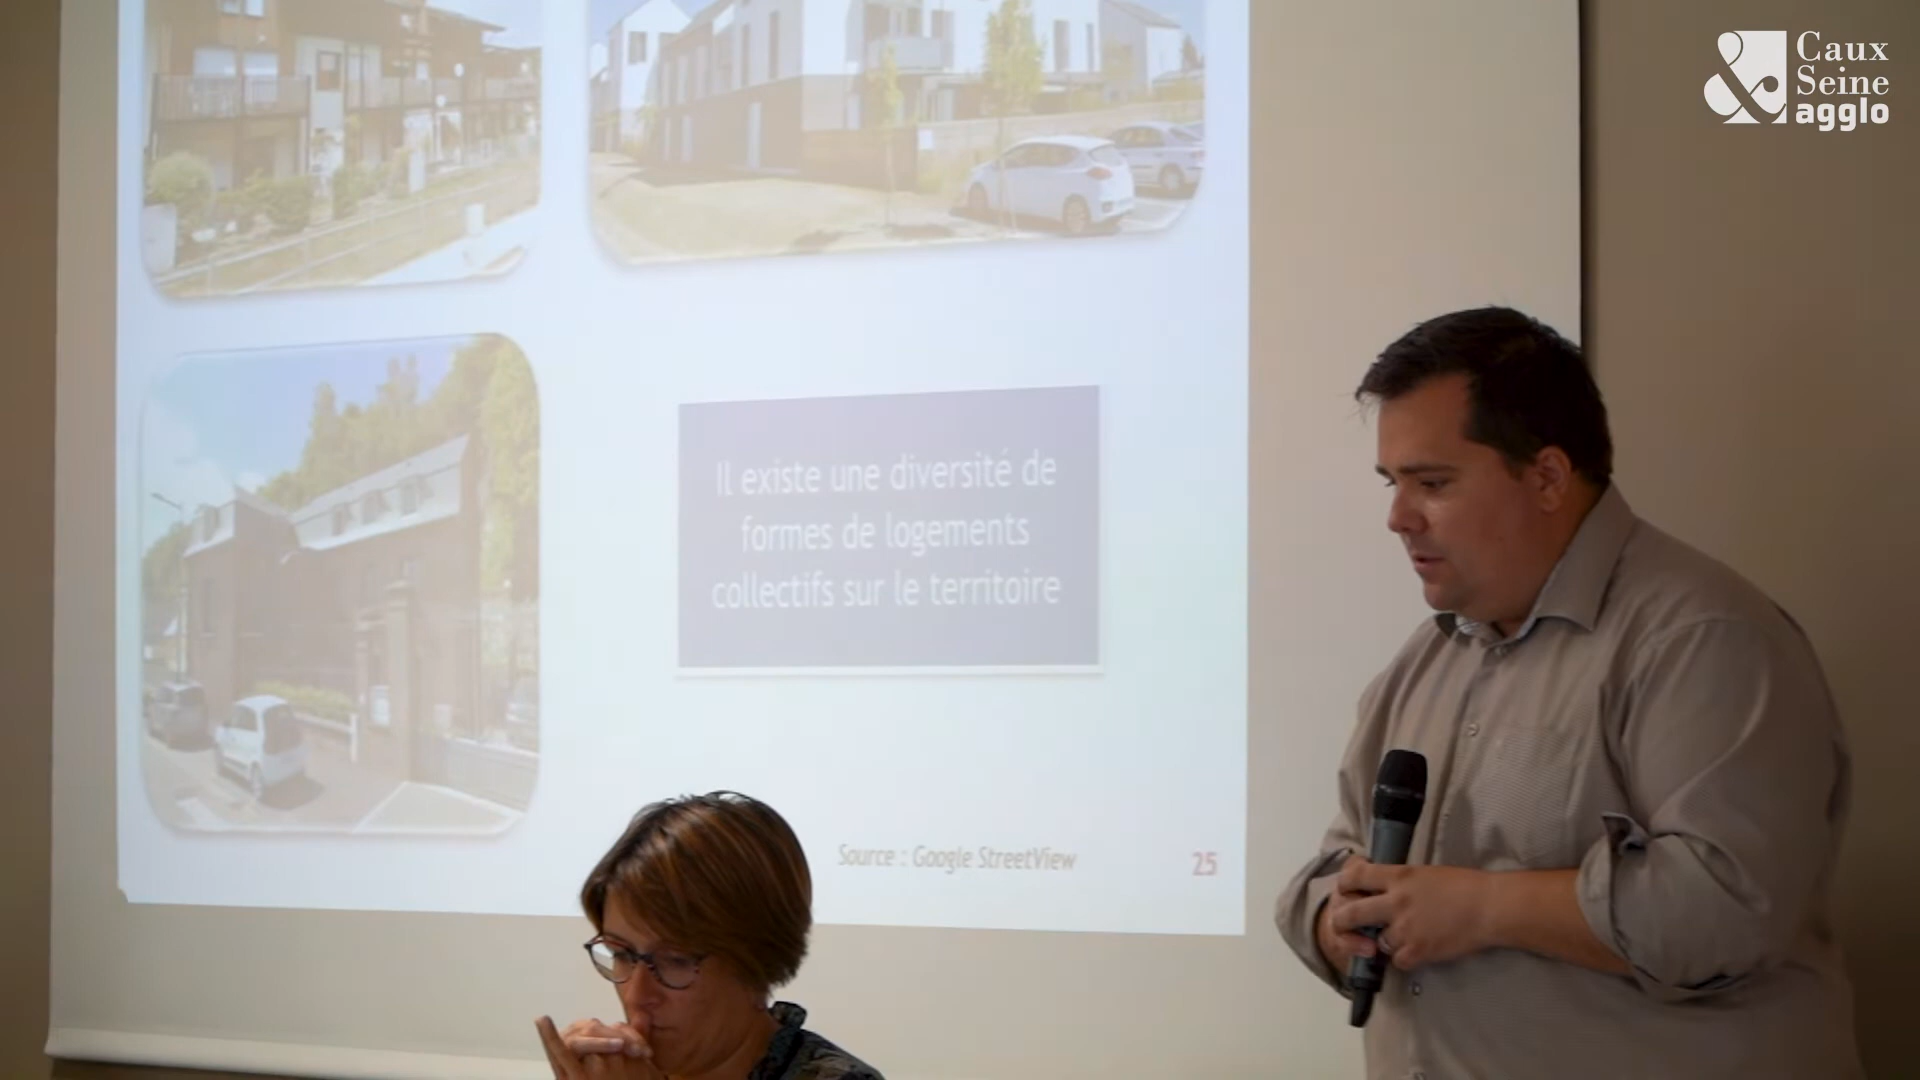 Caux
Seine
agglo
Il existe une diversité de
formes de logements
collectifs sur le territoire
Source : Google StreetView
25